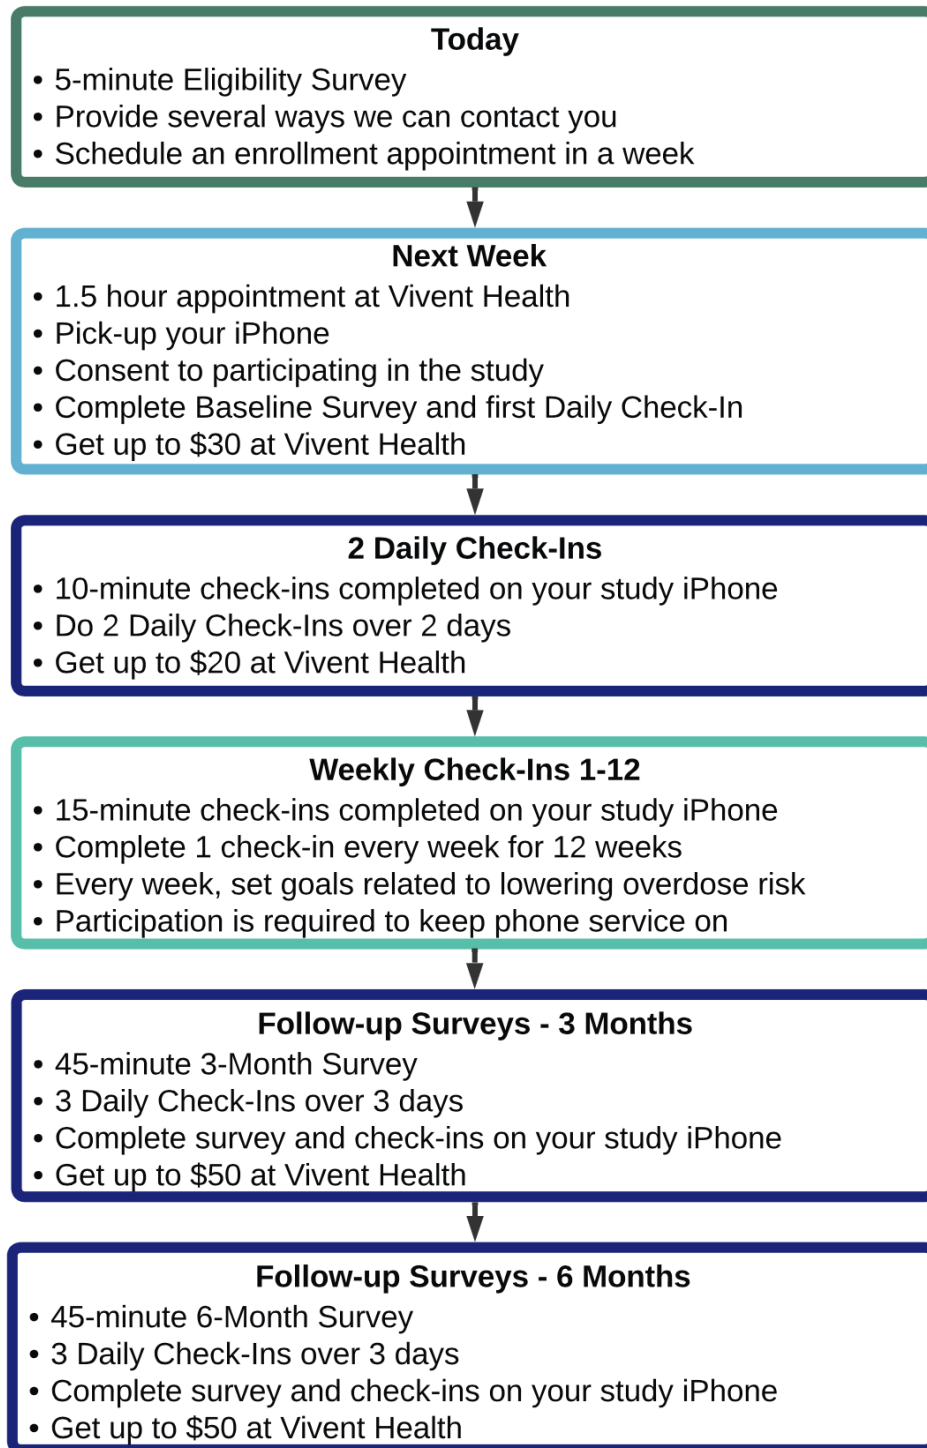 Today
• 5-minute Eligibility Survey
• Provide several ways we can contact you
• Schedule an enrollment appointment in a week
Next Week
• 1.5 hour appointment at Vivent Health
• Pick-up your iPhone
• Consent to participating in the study
• Complete Baseline Survey and first Daily Check-In
• Get up to $30 at Vivent Health
2 Daily Check-Ins
• 10-minute check-ins completed on your study iPhone
• Do 2 Daily Check-Ins over 2 days
• Get up to $20 at Vivent Health
Weekly Check-Ins 1-12
• 15-minute check-ins completed on your study iPhone
• Complete 1 check-in every week for 12 weeks
• Every week, set goals related to lowering overdose risk
• Participation is required to keep phone service on
Follow-up Surveys - 3 Months
• 45-minute 3-Month Survey
• 3 Daily Check-Ins over 3 days
• Complete survey and check-ins on your study iPhone
• Get up to $50 at Vivent Health
Follow-up Surveys - 6 Months
• 45-minute 6-Month Survey
• 3 Daily Check-Ins over 3 days
• Complete survey and check-ins on your study iPhone
• Get up to $50 at Vivent Health